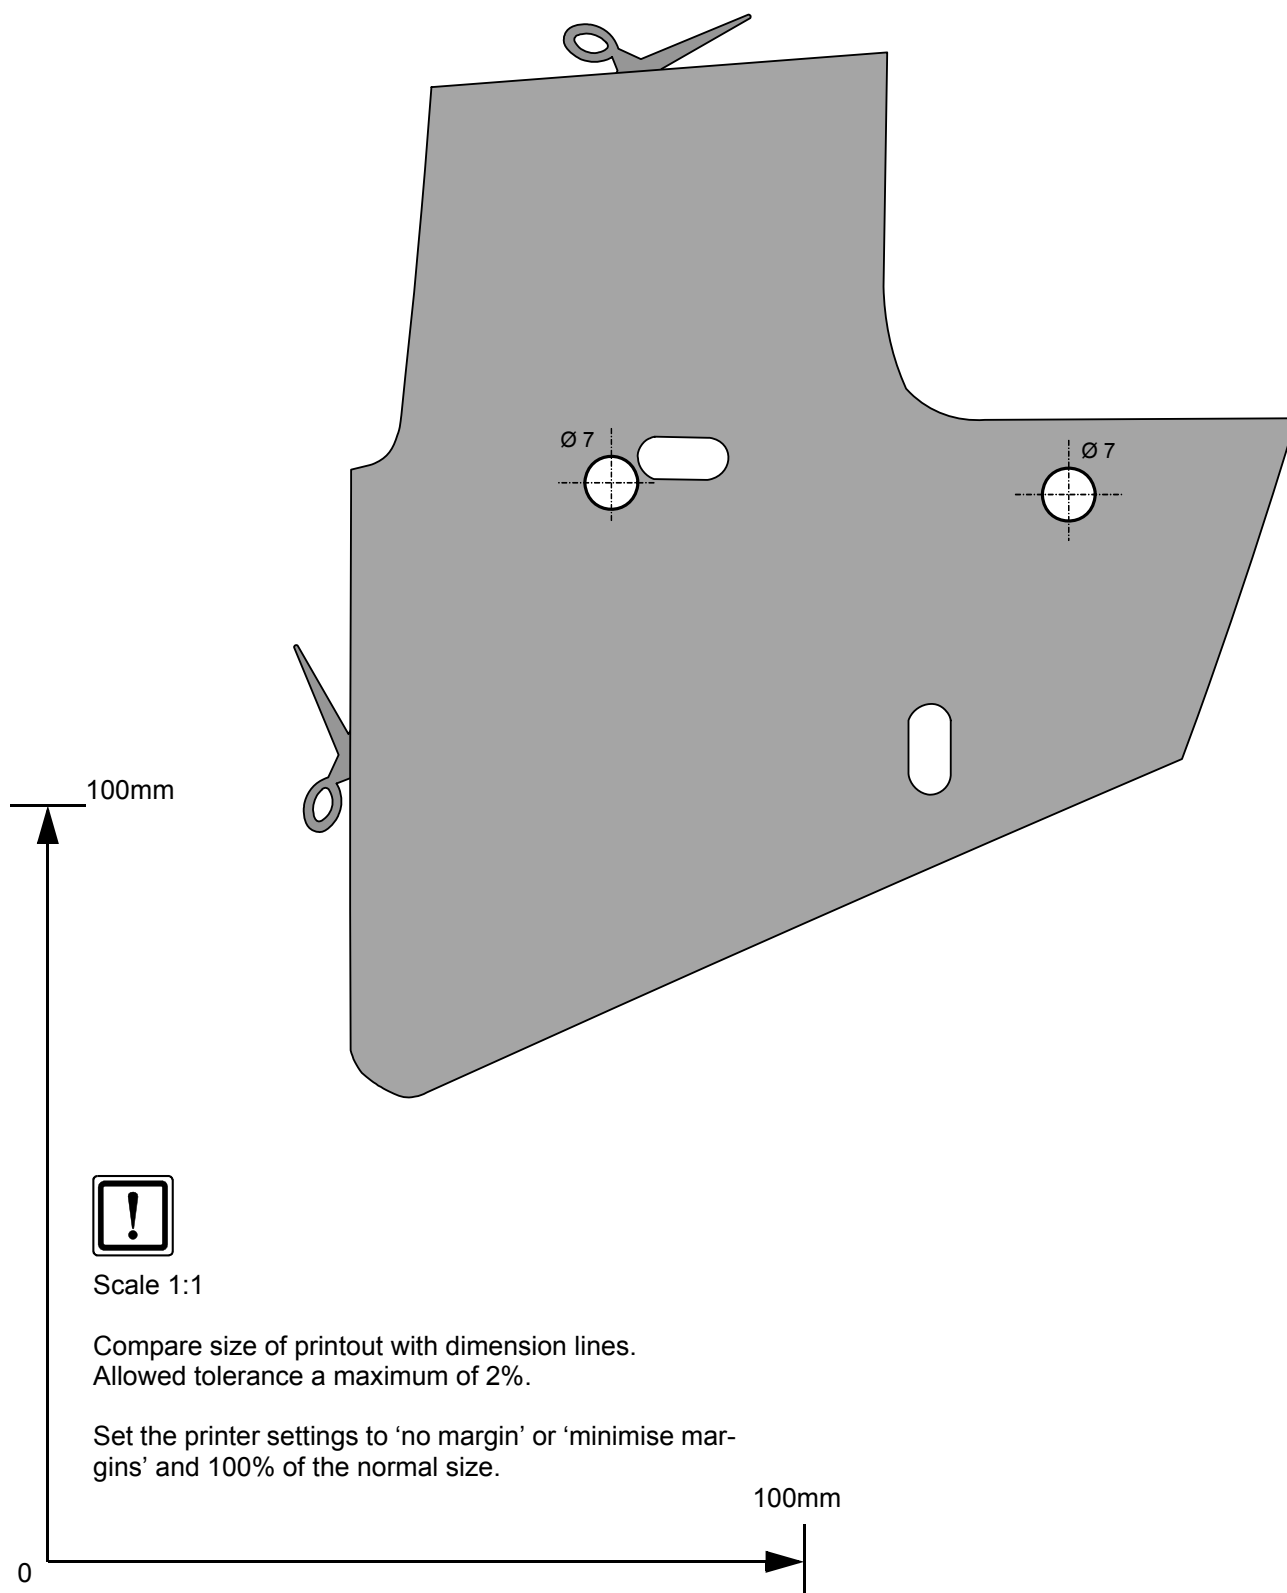 Ø 7
Ø 7
100mm
!
Scale 1:1
Compare size of printout with dimension lines.
Allowed tolerance a maximum of 2%.
Set the printer settings to ‘no margin’ or ‘minimise mar-
gins’ and 100% of the normal size.
100mm
0